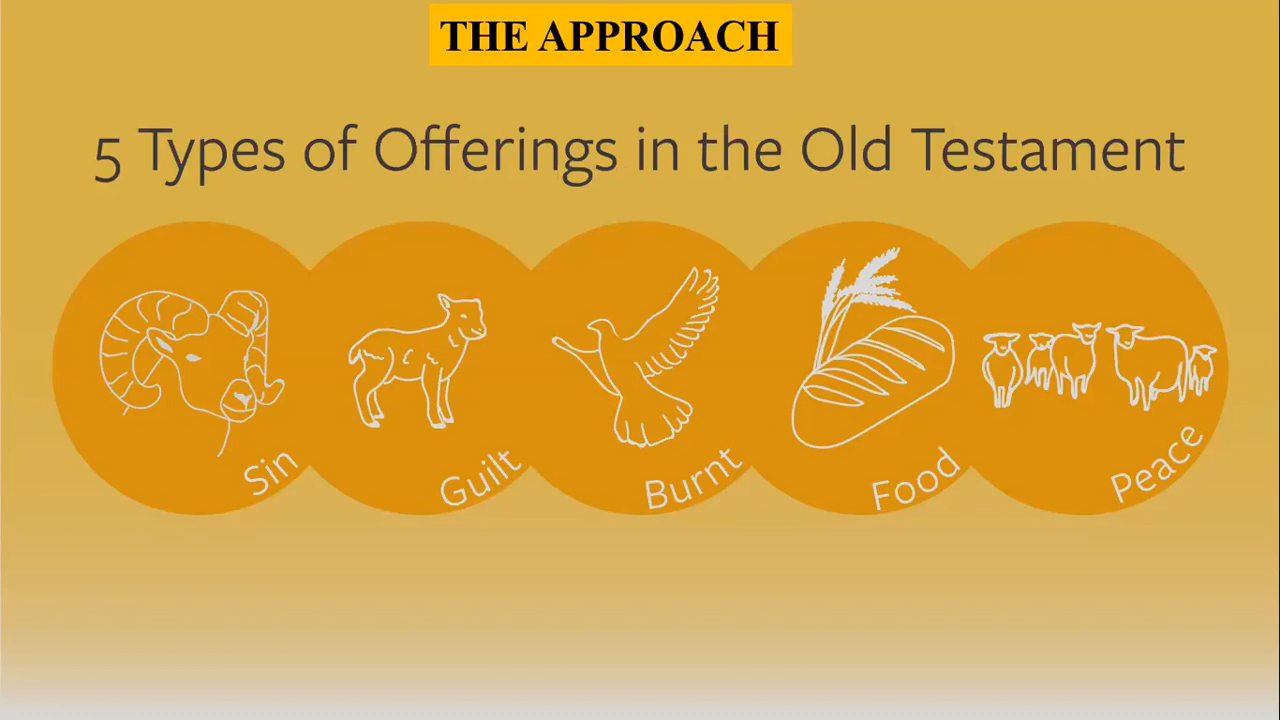 THE APPROACH
5 Types of Offerings in the Old Testament
Sin
Guilt
Burnt
Food
Peace